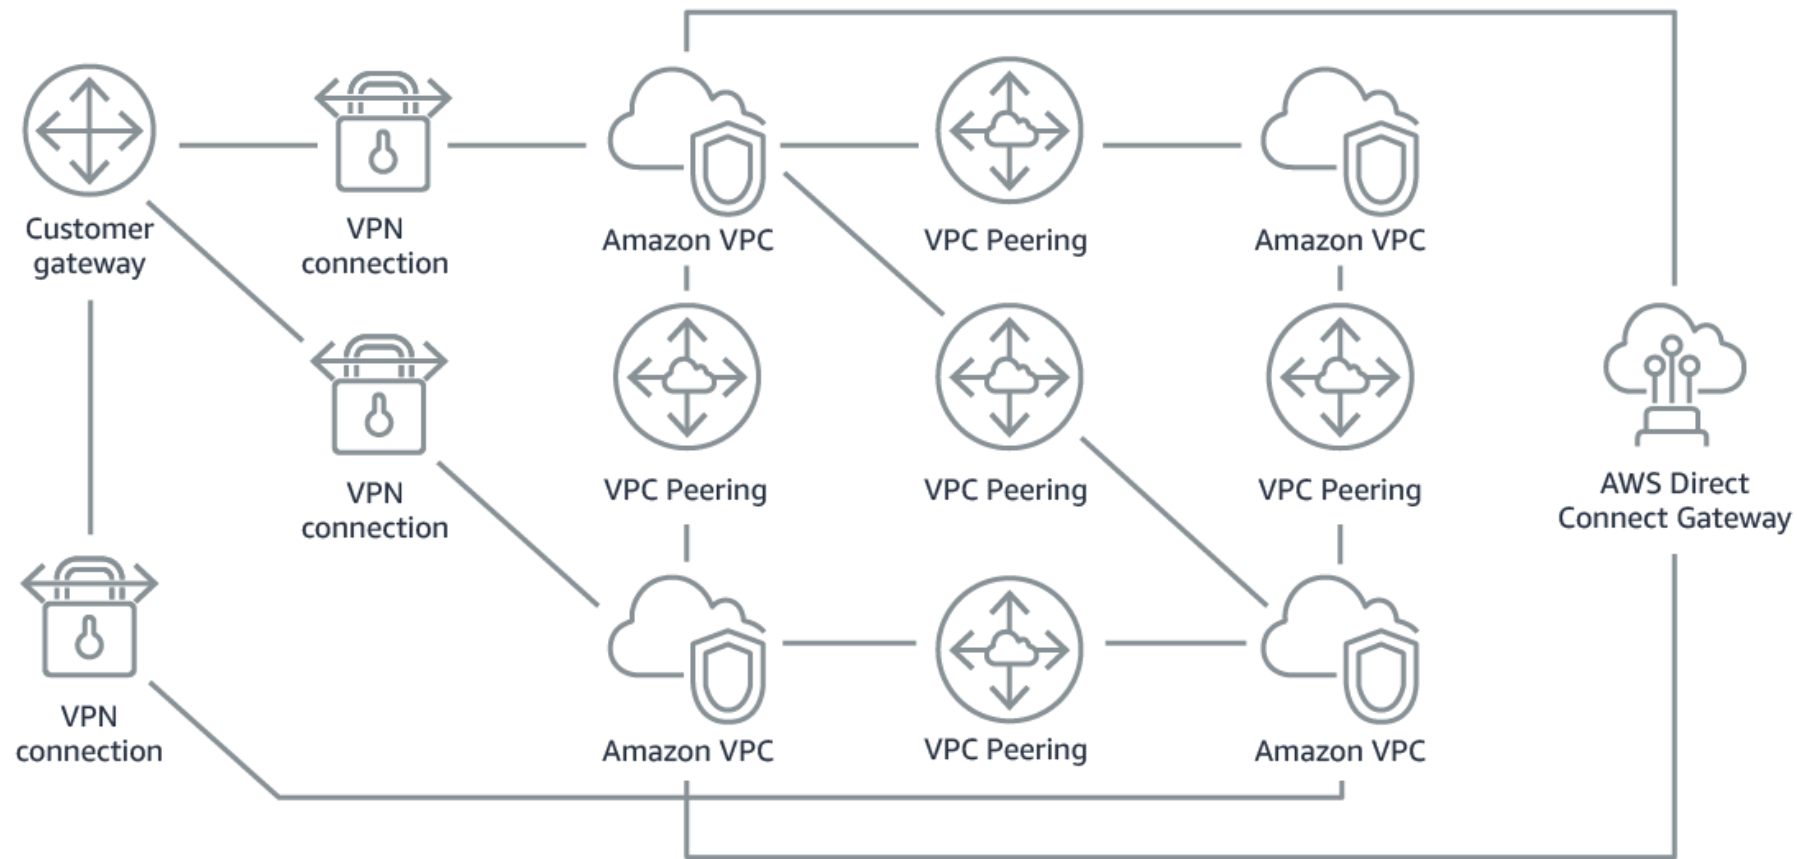 Customer
gateway
VPN
connection
Amazon VPC
VPC Peering
Amazon VPC
VPN
connection
VPC Peering
VPC Peering
VPC Peering
AWS Direct
Connect Gateway
VPN
connection
Amazon VPC
VPC Peering
Amazon VPC